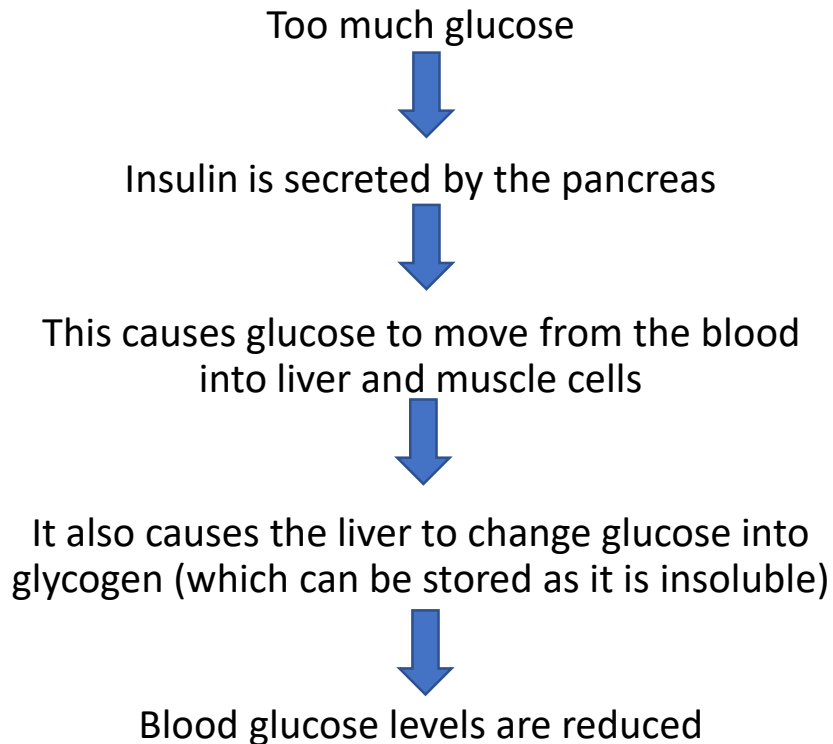 Too much glucose
Insulin is secreted by the pancreas
This causes glucose to move from the blood
into liver and muscle cells
It also causes the liver to change glucose into
glycogen (which can be stored as it is insoluble)
Blood glucose levels are reduced